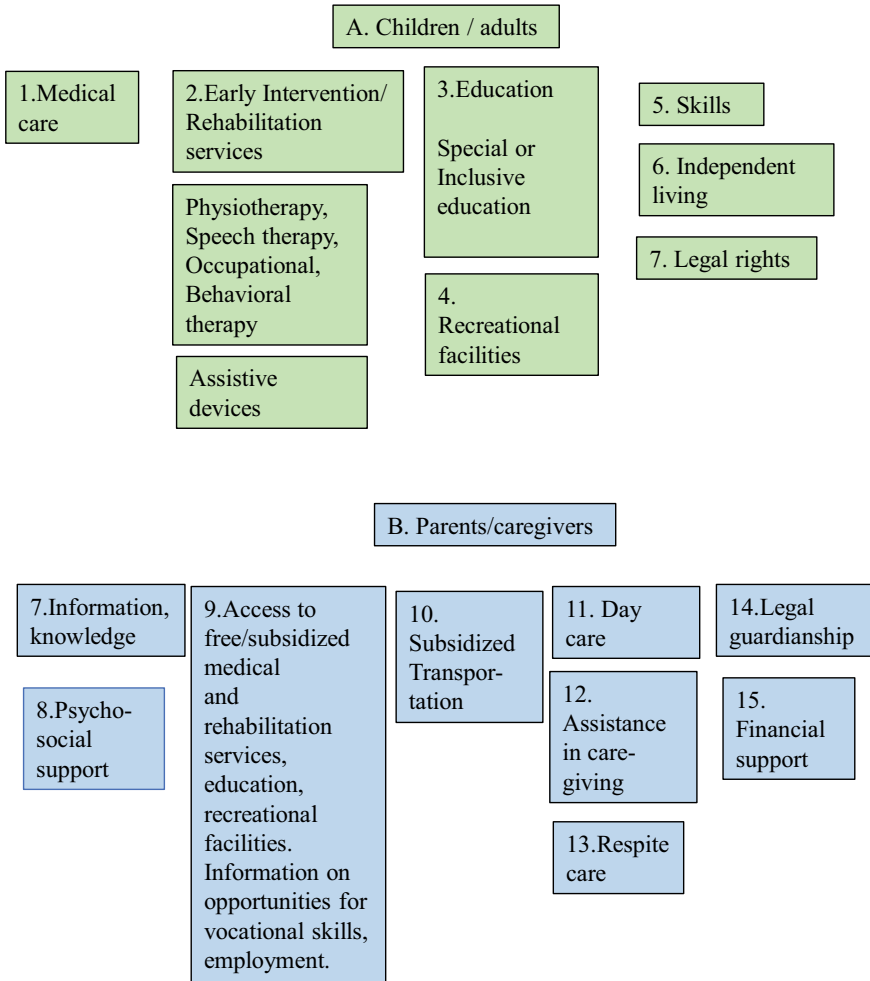 A. Children / adults
1.Medical
care
2.Early Intervention/
Rehabilitation
services
Physiotherapy,
Speech therapy,
Occupational,
Behavioral
therapy
Assistive
devices
3.Education
Special or
Inclusive
education
4.
Recreational
facilities
5. Skills
6. Independent
living
7. Legal rights
B. Parents/caregivers
7.Information,
knowledge
8.Psycho-
social
support
9.Access to
free/subsidized
medical
and
rehabilitation
services,
education,
recreational
facilities.
Information on
opportunities for
vocational skills,
employment.
10.
Subsidized
Transpor-
tation
11. Day
care
12.
Assistance
in care-
giving
13.Respite
care
14.Legal
guardianship
15.
Financial
support